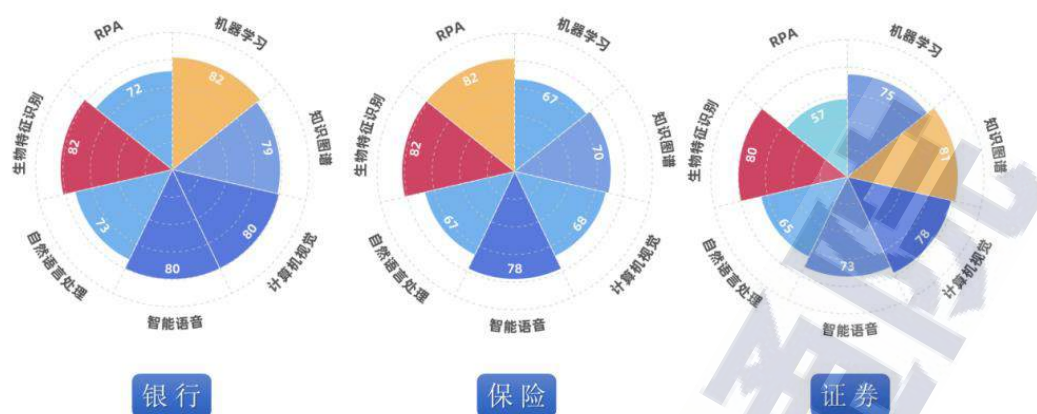 RPA
机器学习
知识图谱
计算机视觉
智能语音
自然语言处理
生物特征识别
72
82
79
80
80
73
82
银行
RPA
机器学习
知识图谱
计算机视觉
智能语音
自然语言处理
生物特征识别
82
67
70
68
78
67
82
保险
RPA
机器学习
知识图谱
计算机视觉
智能语音
自然语言处理
生物特征识别
57
75
81
78
73
65
80
证券